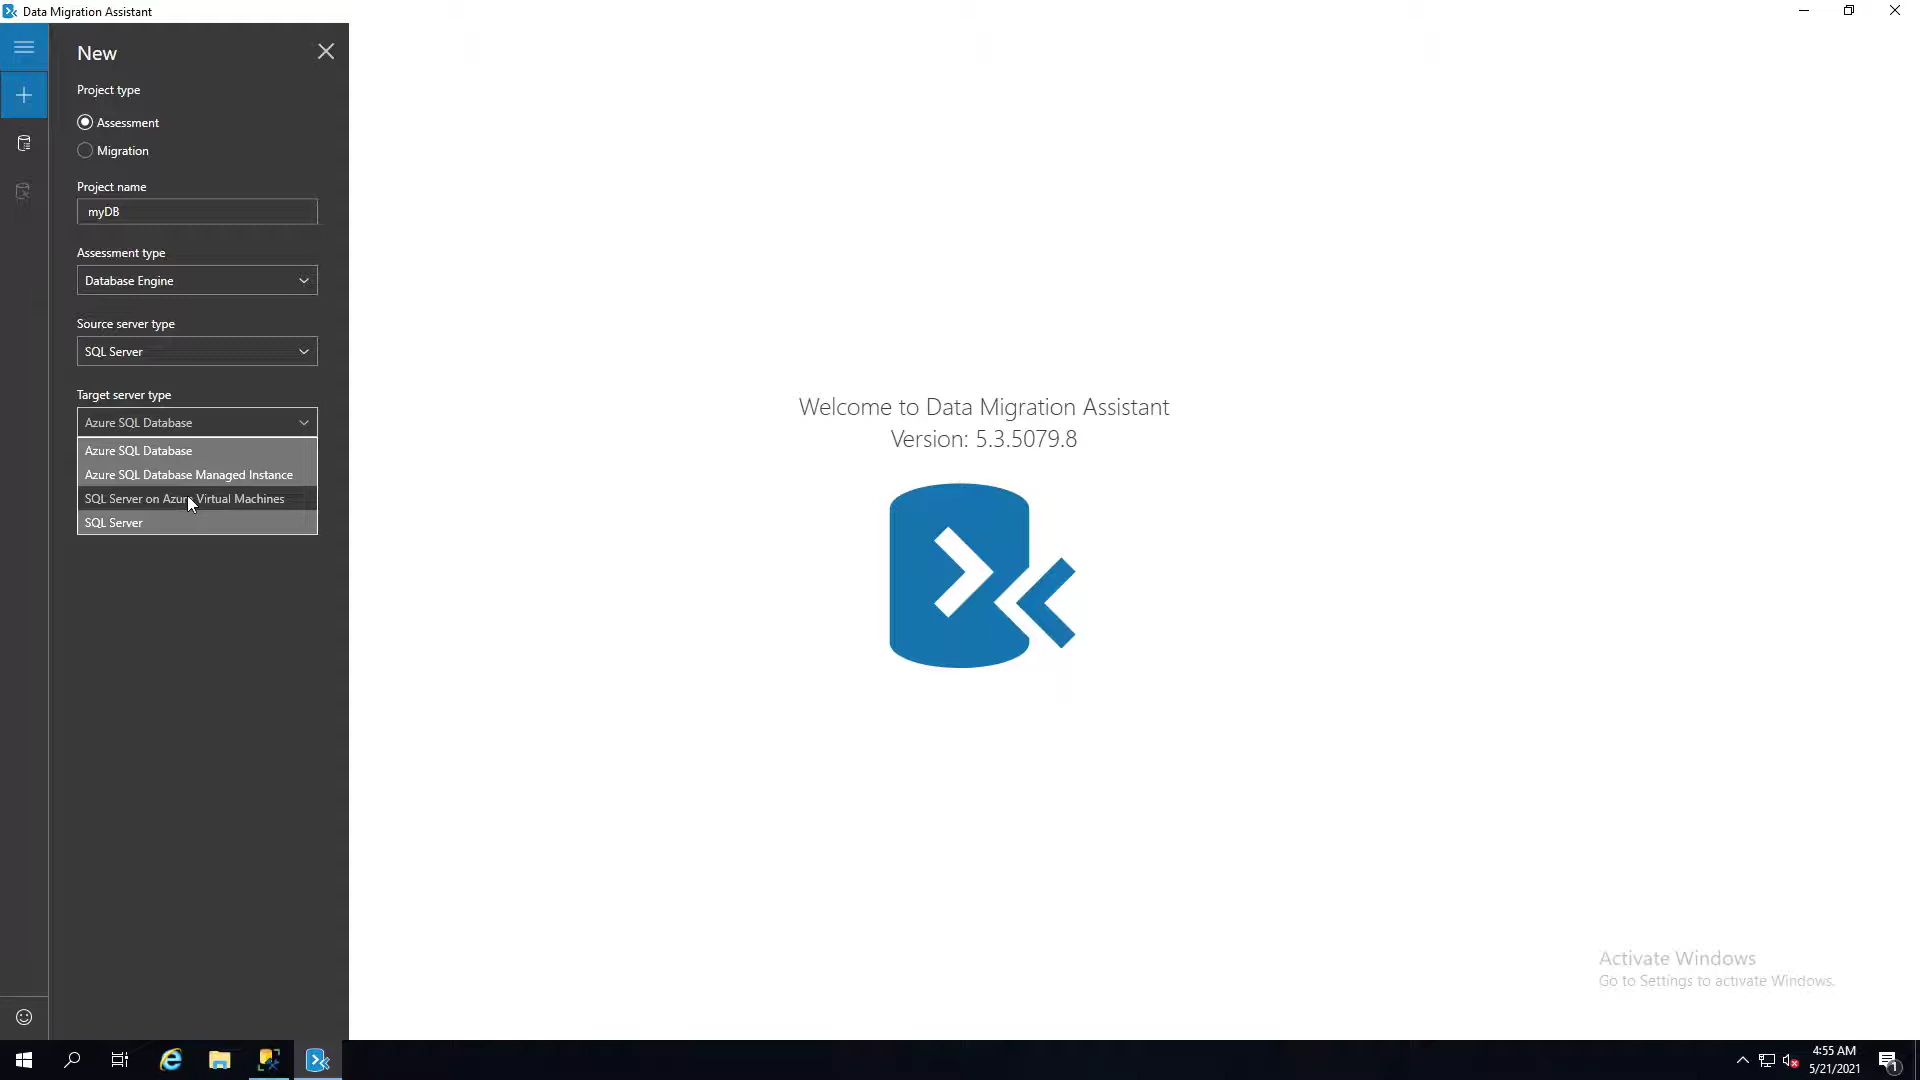 Data Migration Assistant
New
Project type
Assessment
Migration
Project name
myDB
Assessment type
Database Engine
Source server type
SQL Server
Target server type
Azure SQL Database
Azure SQL Database
Azure SQL Database Managed Instance
SQL Server on Azure Virtual Machines
SQL Server
Welcome to Data Migration Assistant
Version: 5.3.5079.8
Activate Windows
Go to Settings to activate Windows.
4:55 AM
5/21/2021
1